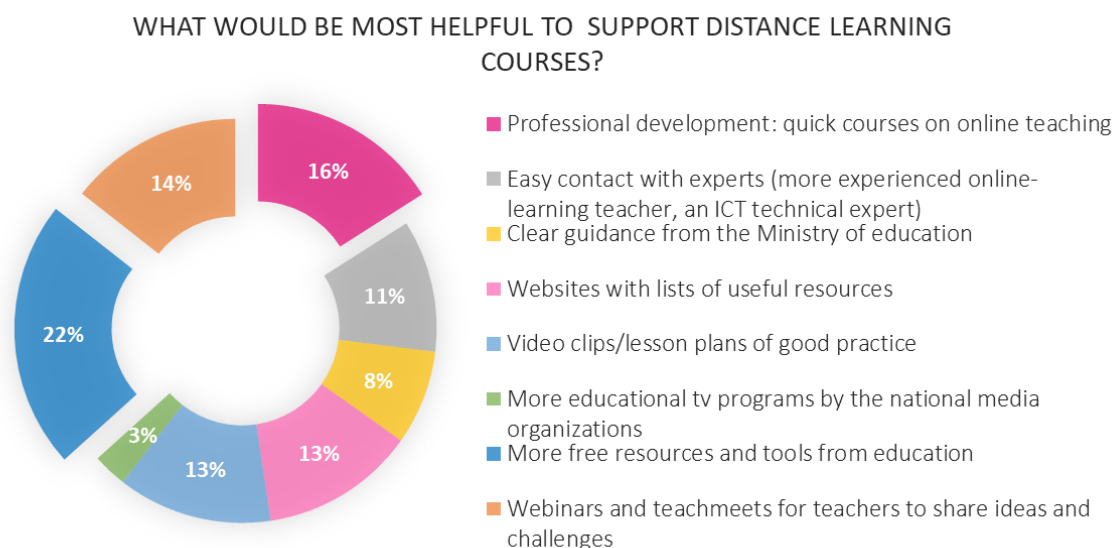 WHAT WOULD BE MOST HELPFUL TO SUPPORT DISTANCE LEARNING
COURSES?
16%
14%
11%
22%
8%
3%
13%
13%
Professional development: quick courses on online teaching
Easy contact with experts (more experienced online-
learning teacher, an ICT technical expert)
Clear guidance from the Ministry of education
Websites with lists of useful resources
Video clips/lesson plans of good practice
More educational tv programs by the national media
organizations
More free resources and tools from education
Webinars and teachmeets for teachers to share ideas and
challenges